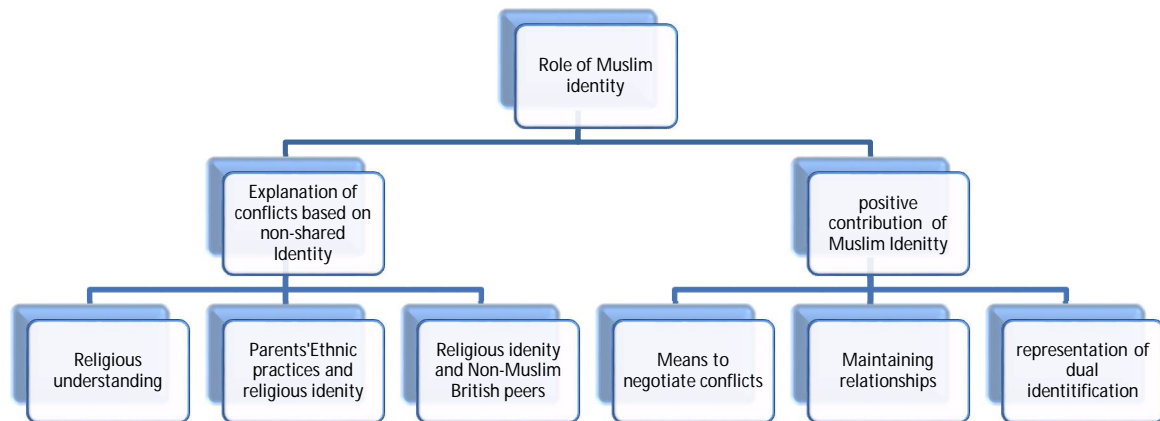 Role of Muslim
identity
Explanation of
conflicts based on
non-shared
Identity
positive
contribution of
Muslim Idenitty
Religious
understanding
Parents'Ethnic
practices and
religious idenity
Religious idenity
and Non-Muslim
British peers
Means to
negotiate conflicts
Maintaining
relationships
representation of
dual
identitification